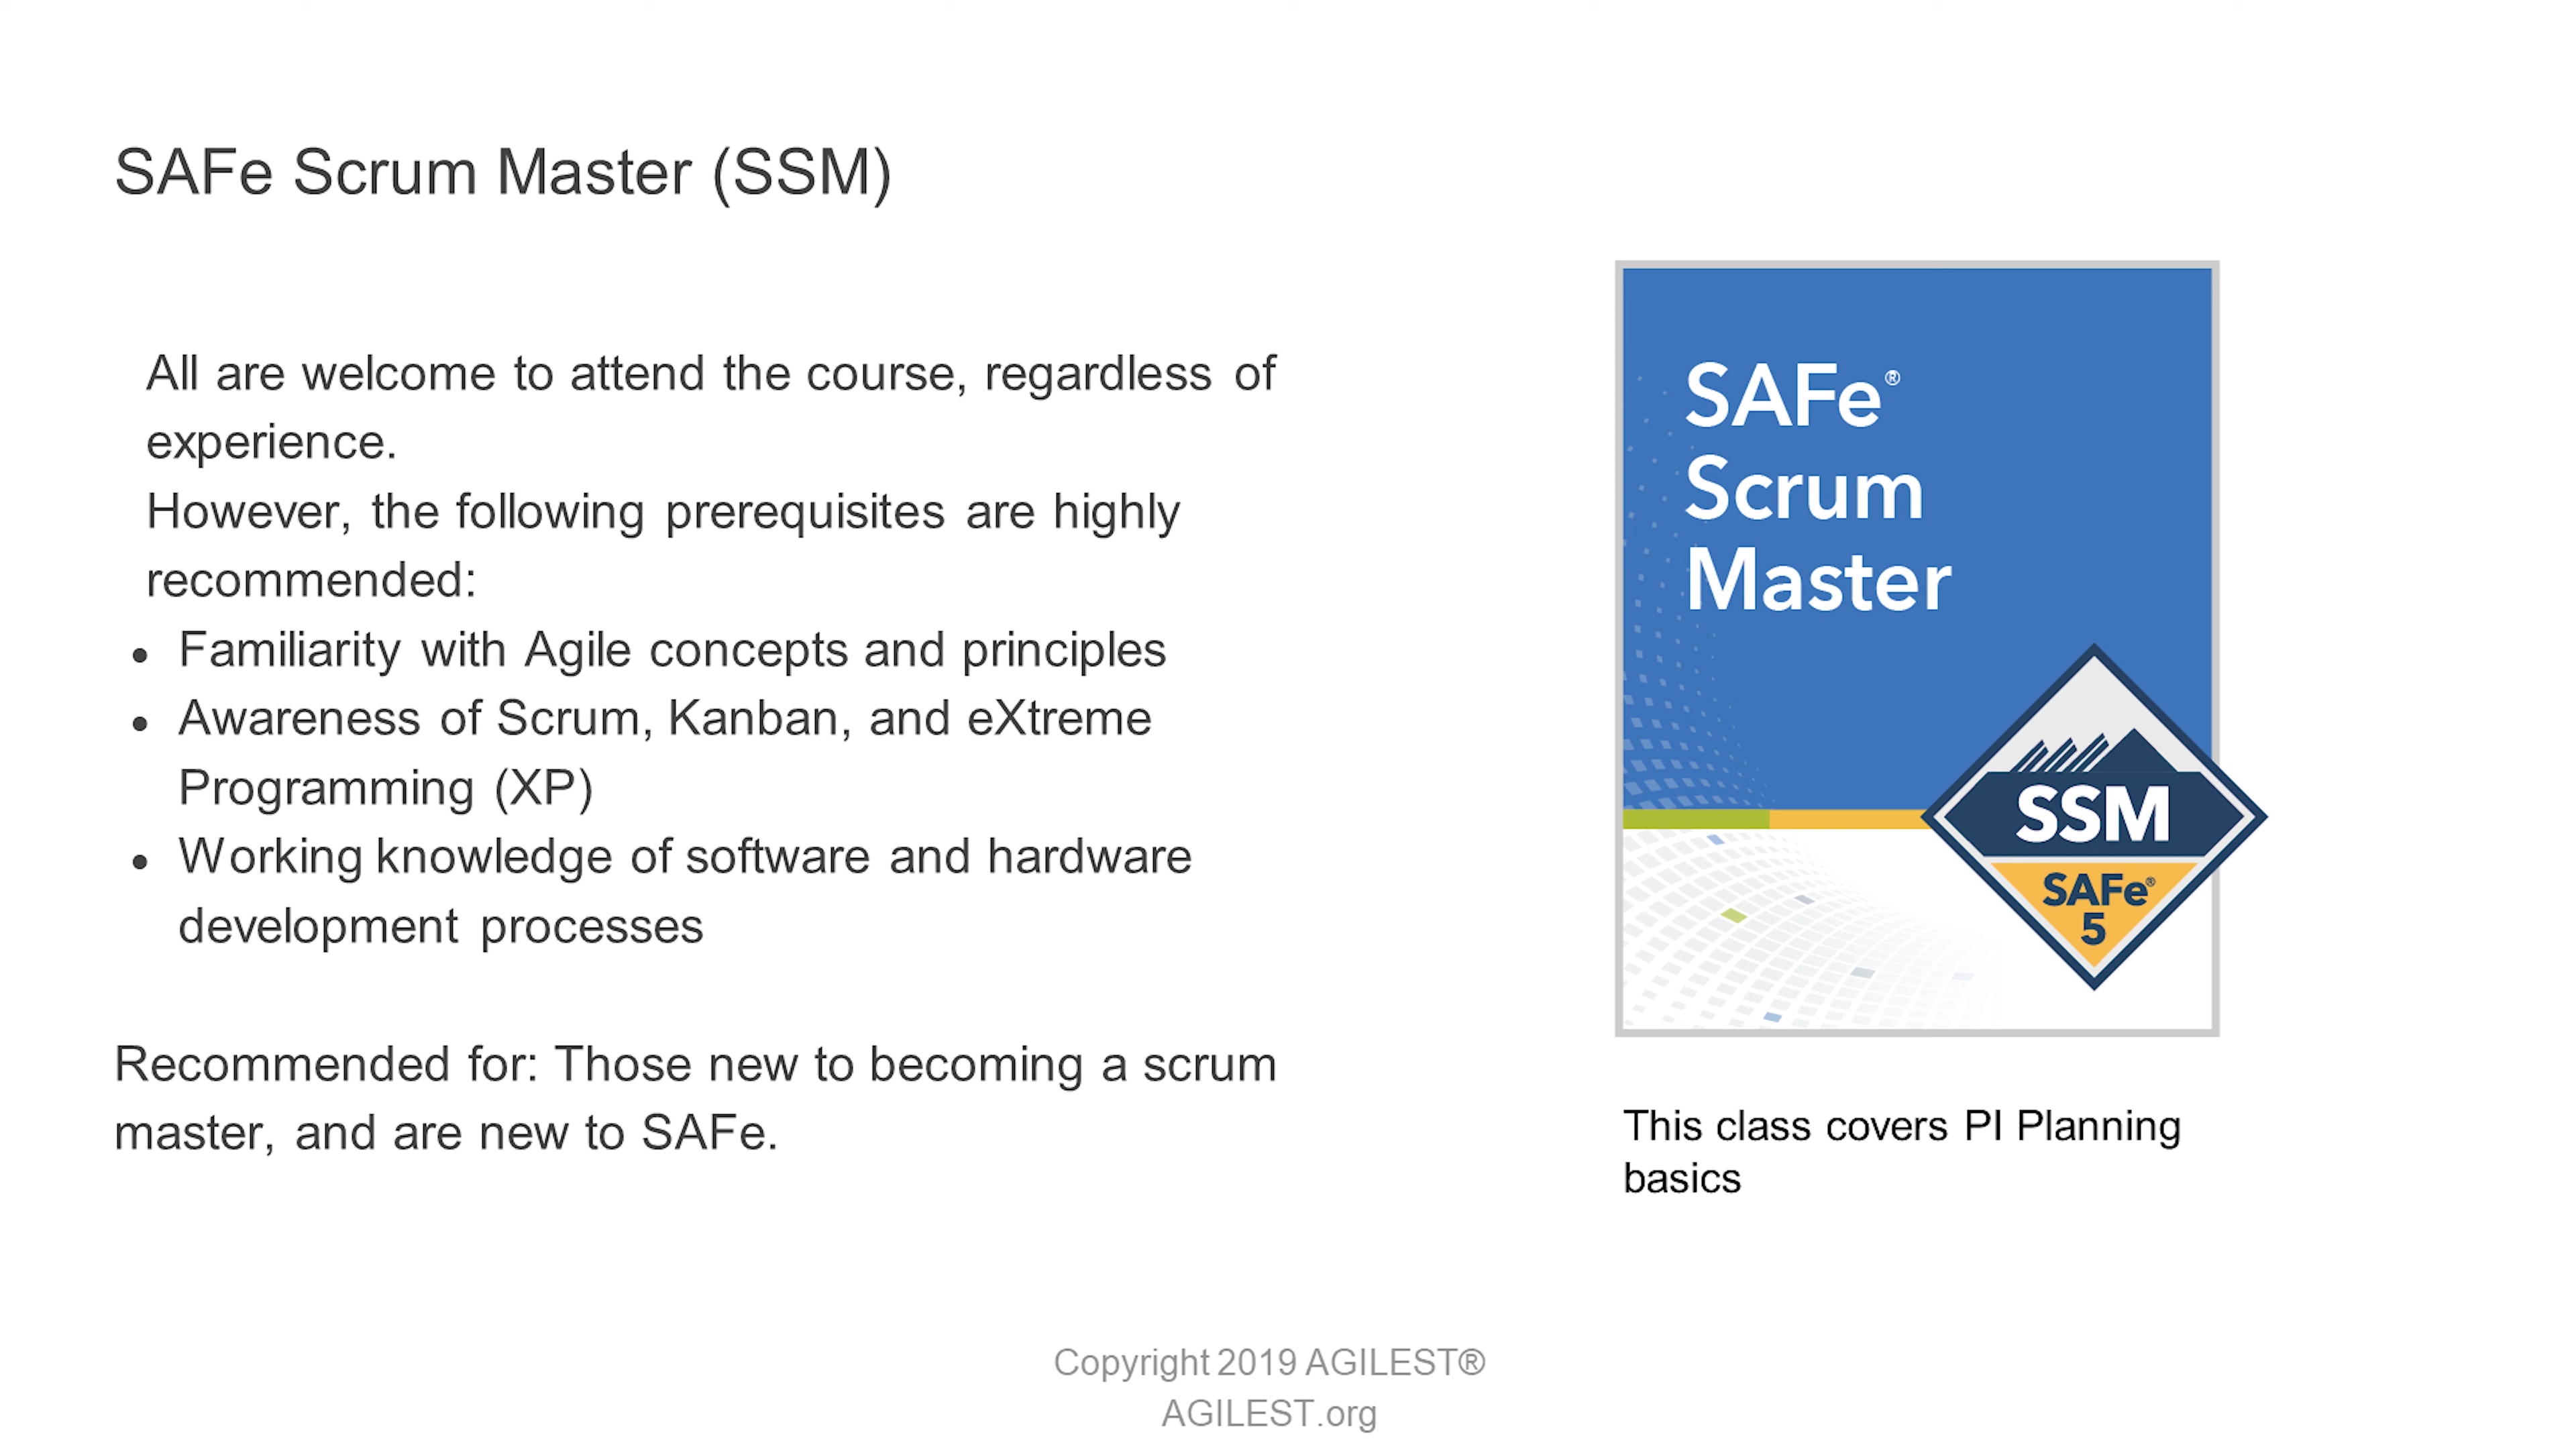 SAFe Scrum Master (SSM)
All are welcome to attend the course, regardless of
experience.
However, the following prerequisites are highly
recommended:
• Familiarity with Agile concepts and principles
• Awareness of Scrum, Kanban, and eXtreme
Programming (XP)
• Working knowledge of software and hardware
development processes
Recommended for: Those new to becoming a scrum
master, and are new to SAFe.
SAFe®
Scrum
Master
SSM
SAFe®
5
This class covers PI Planning
basics
Copyright 2019 AGILEST®
AGILEST.org